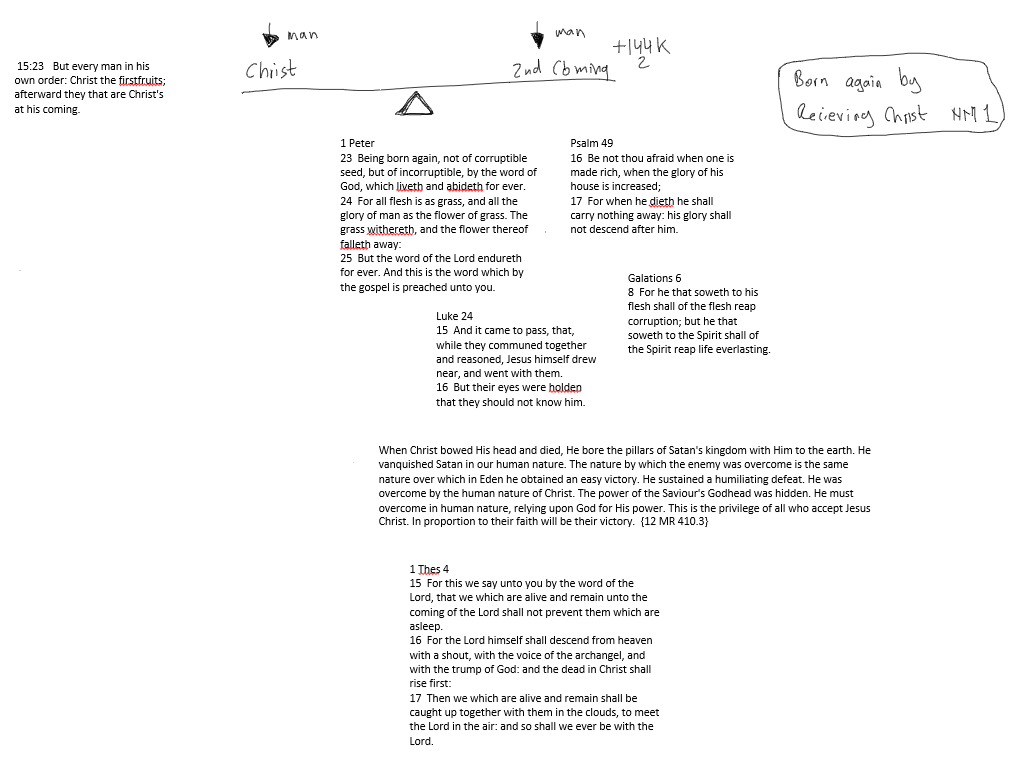 man
man
+144K
2
Christ
2nd Coming
15:23   But every man in his
own order: Christ the firstfruits;
afterward they that are Christ's
at his coming.
Born again by
Recieving Christ NM 1
1 Peter
23  Being born again, not of corruptible
seed, but of incorruptible, by the word of
God, which liveth and abideth for ever.
24  For all flesh is as grass, and all the
glory of man as the flower of grass. The
grass withereth, and the flower thereof
falleth away:
25  But the word of the Lord endureth
for ever. And this is the word which by
the gospel is preached unto you.
Psalm 49
16  Be not thou afraid when one is
made rich, when the glory of his
house is increased;
17  For when he dieth he shall
carry nothing away: his glory shall
not descend after him.
Galations 6
8  For he that soweth to his
flesh shall of the flesh reap
corruption; but he that
soweth to the Spirit shall of
the Spirit reap life everlasting.
Luke 24
15  And it came to pass, that,
while they communed together
and reasoned, Jesus himself drew
near, and went with them.
16  But their eyes were holden
that they should not know him.
When Christ bowed His head and died, He bore the pillars of Satan's kingdom with Him to the earth. He
vanquished Satan in our human nature. The nature by which the enemy was overcome is the same
nature over which in Eden he obtained an easy victory. He sustained a humiliating defeat. He was
overcome by the human nature of Christ. The power of the Saviour's Godhead was hidden. He must
overcome in human nature, relying upon God for His power. This is the privilege of all who accept Jesus
Christ. In proportion to their faith will be their victory.  {12 MR 410.3}
1 Thes 4
15  For this we say unto you by the word of the
Lord, that we which are alive and remain unto the
coming of the Lord shall not prevent them which are
asleep.
16  For the Lord himself shall descend from heaven
with a shout, with the voice of the archangel, and
with the trump of God: and the dead in Christ shall
rise first:
17  Then we which are alive and remain shall be
caught up together with them in the clouds, to meet
the Lord in the air: and so shall we ever be with the
Lord.